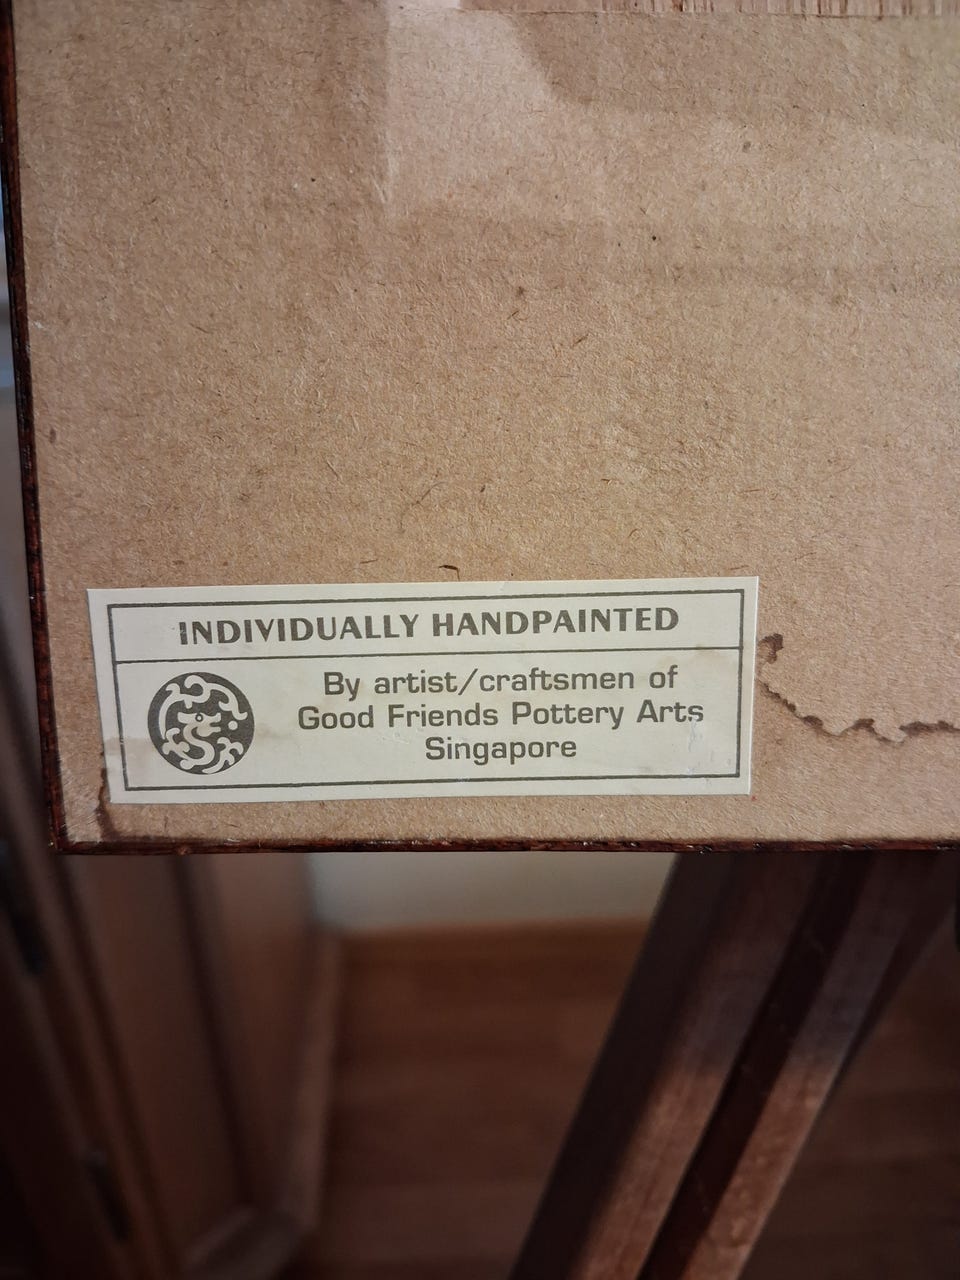 INDIVIDUALLY HANDPAINTED
By artist/craftsmen of
Good Friends Pottery Arts
Singapore